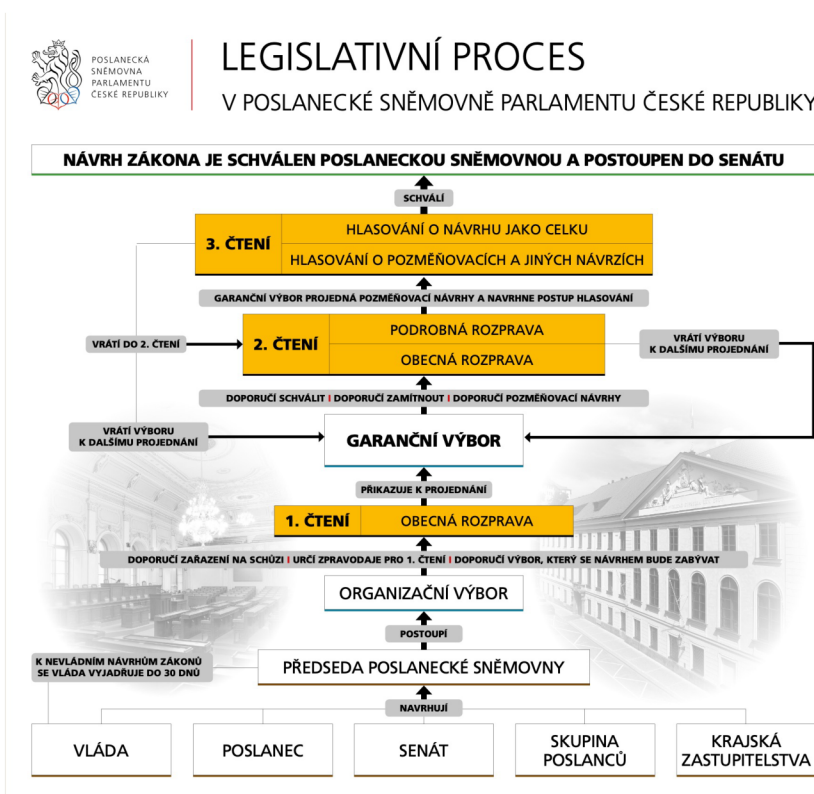 POSLANECKÁ
SNĚMOVNA
PARLAMENTU
ČESKÉ REPUBLIKY
LEGISLATIVNÍ PROCES
V POSLANECKÉ SNĚMOVNĚ PARLAMENTU ČESKÉ REPUBLIKY
NÁVRH ZÁKONA JE SCHVÁLEN POSLANECKOU SNĚMOVNOU A POSTOUPEN DO SENÁTU
SCHVÁLÍ
3. ČTENÍ
HLASOVÁNÍ O NÁVRHU JAKO CELKU
HLASOVÁNÍ O POZMĚŇOVACÍCH A JINÝCH NÁVRZÍCH
GARANČNÍ VÝBOR PROJEDNÁ POZMĚŇOVACÍ NÁVRHY A NAVRHNE POSTUP HLASOVÁNÍ
VRÁTÍ DO 2. ČTENÍ
2. ČTENÍ
PODROBNÁ ROZPRAVA
OBECNÁ ROZPRAVA
VRÁTÍ VÝBORU
K DALŠÍMU PROJEDNÁNÍ
DOPORUČÍ SCHVÁLIT I DOPORUČÍ ZAMÍTNOUT I DOPORUČÍ POZMĚŇOVACÍ NÁVRHY
VRÁTÍ VÝBORU
K DALŠÍMU PROJEDNÁNÍ
GARANČNÍ VÝBOR
PŘIKAZUJE K PROJEDNÁNÍ
1. ČTENÍ
OBECNÁ ROZPRAVA
DOPORUČÍ ZAŘAZENÍ NA SCHŮZI I URČÍ ZPRAVODAJE PRO 1. ČTENÍ I DOPORUČÍ VÝBOR, KTERÝ SE NÁVRHEM BUDE ZABÝVAT
ORGANIZAČNÍ VÝBOR
POSTOUPÍ
K NEVLÁDNÍM NÁVRHŮM ZÁKONŮ
SE VLÁDA VYJADŘUJE DO 30 DNŮ
PŘEDSEDA POSLANECKÉ SNĚMOVNY
NAVRHUJÍ
VLÁDA
POSLANEC
SENÁT
SKUPINA
POSLANCŮ
KRAJSKÁ
ZASTUPITELSTVA